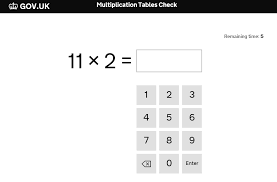 GOV.UK
Multiplication Tables Check
Remaining time: 5
11 × 2 =
1 2 3
4 5 6
7 8 9
0 Enter